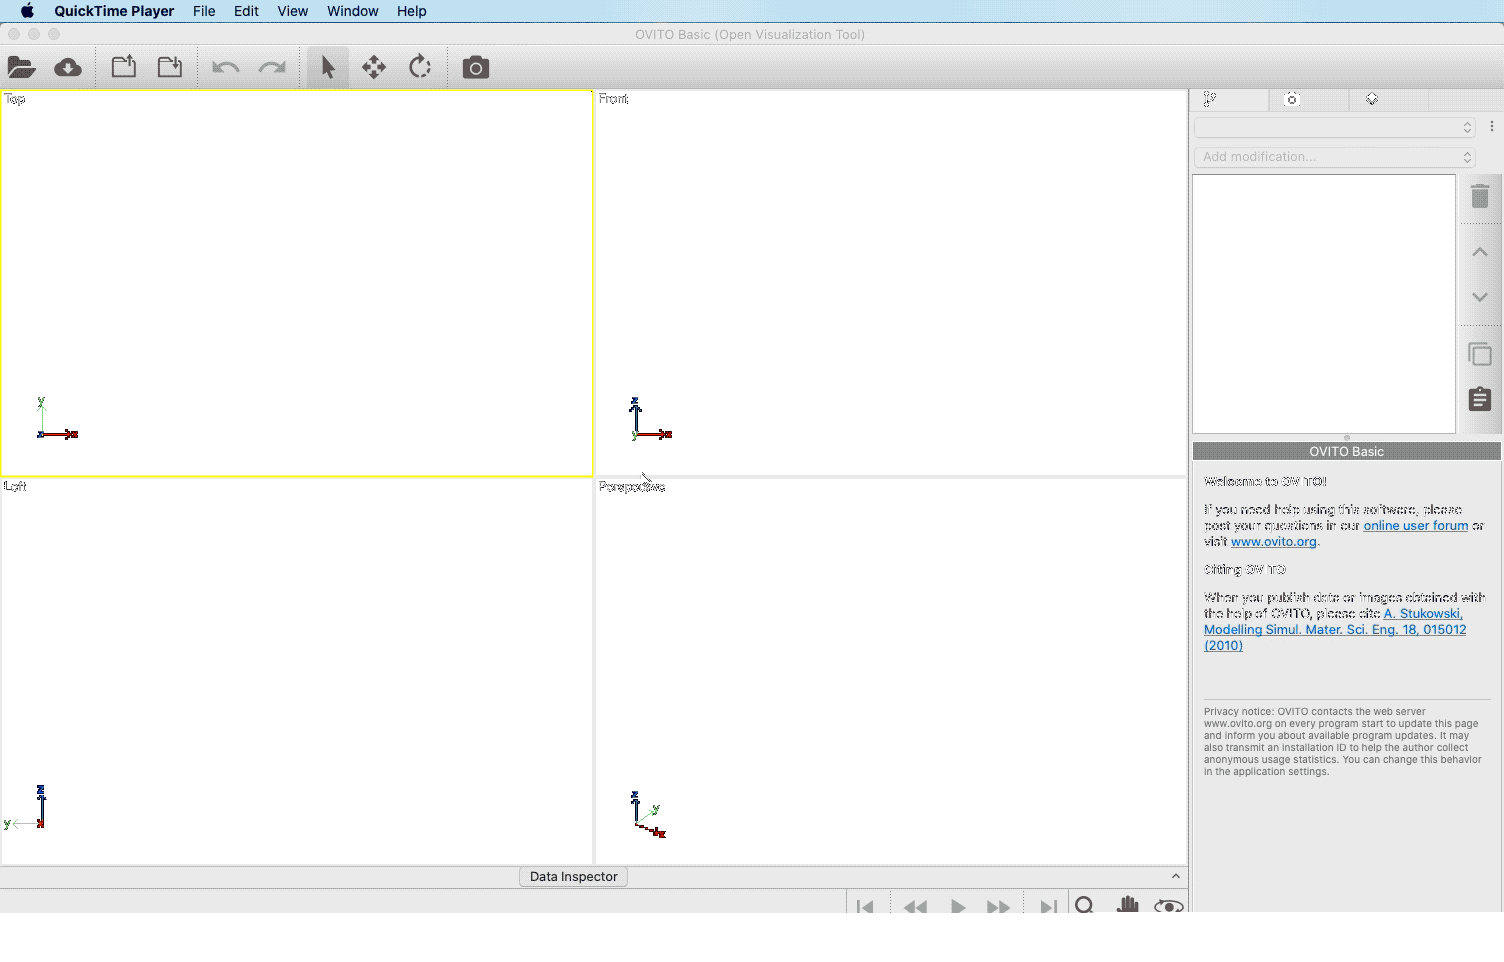 QuickTime Player File Edit View Window Help
OVITO Basic (Open Visualization Tool)
Top
Front
Add modification...
y
x
z
y
x
Left
Perspective
OVITO Basic
Welcome to OVITO!
If you need help using this software, please
post your questions in our online user forum or
visit www.ovito.org.
Citing OVITO
When you publish data or images obtained with
the help of OVITO, please cite A. Stukowski,
Modelling Simul. Mater. Sci. Eng. 18, 015012
(2010)
Privacy notice: OVITO contacts the web server
www.ovito.org on every program start to update this page
and inform you about available program updates. It may
also transmit an installation ID to help the author collect
anonymous usage statistics. You can change this behavior
in the application settings.
z
y
x
z
y
x
Data Inspector